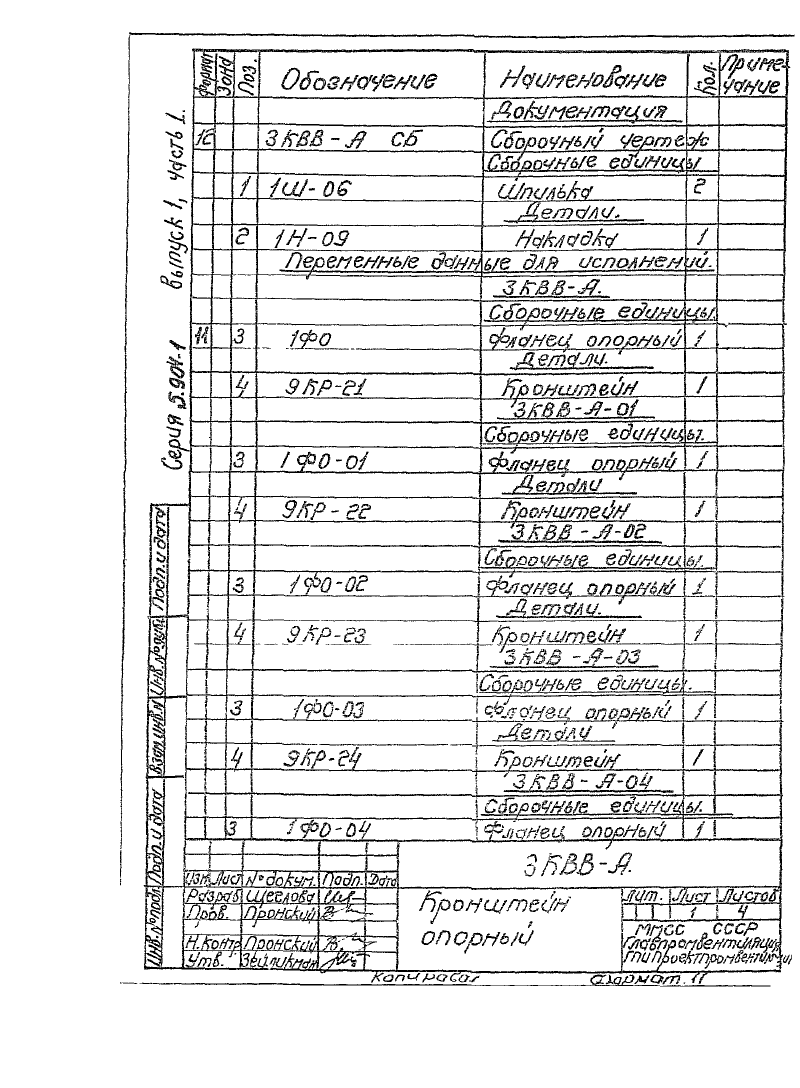 Серия 5.904-1 Выпуск 1, часть 1.
Формат Зона Поз. Обозначение Наименование Кол. Примечание
Документация
12 3КВВ-А СБ Сборочный чертеж
Сборочные единицы
1 1Ш-06 Шпилька 2
Детали.
2 1Н-09 Накладка 1
Переменные данные для исполнений.
3КВВ-А.
Сборочные единицы.
11 3 1ФО Фланец опорный 1
Детали.
4 9КР-21 Кронштейн 1
3КВВ-А-01
Сборочные единицы.
3 1ФО-01 Фланец опорный 1
Детали
4 9КР-22 Кронштейн 1
3КВВ-А-02
Сборочные единицы.
3 1ФО-02 Фланец опорный 1
Детали.
4 9КР-23 Кронштейн 1
3КВВ-А-03
Сборочные единицы.
3 1ФО-03 Фланец опорный 1
Детали
4 9КР-24 Кронштейн 1
3КВВ-А-04
Сборочные единицы.
3 1ФО-04 Фланец опорный 1
Инв.№подл. Подп.и дата Взам.инв.№ Инв.№дубл. Подп.и дата
3КВВ-А.
Изм. Лист № докум. Подп. Дата
Разраб Щеглова
Пров. Пронский
Н.контр Пронский
Утв. Зейликман
Кронштейн
опорный
Лит. Лист Листов
1 4
ММСС СССР
Главпромвентиляция
ГПИ Проектпромвентиляция
Копировал Формат 11